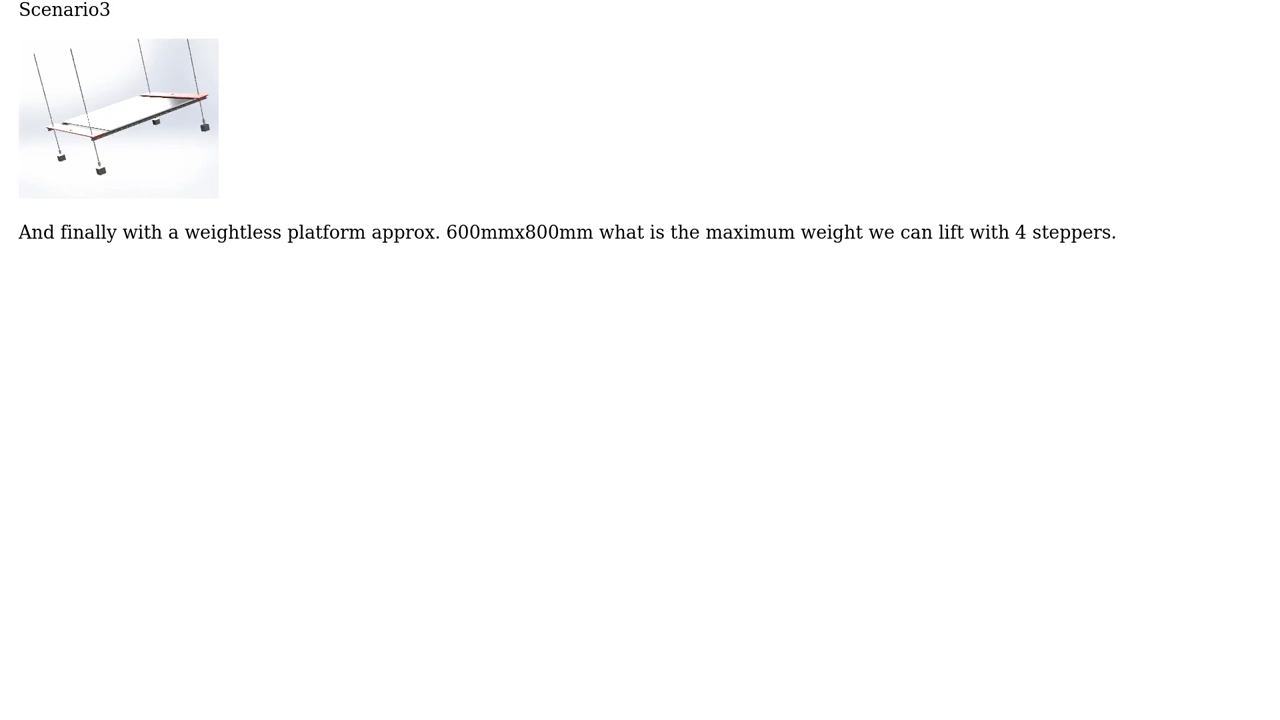 Scenario3
And finally with a weightless platform approx. 600mmx800mm what is the maximum weight we can lift with 4 steppers.